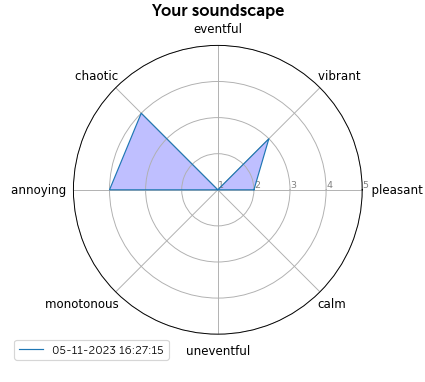 Your soundscape
eventful
chaotic
vibrant
annoying
1 2 3 4 5
pleasant
monotonous
calm
uneventful
05-11-2023 16:27:15